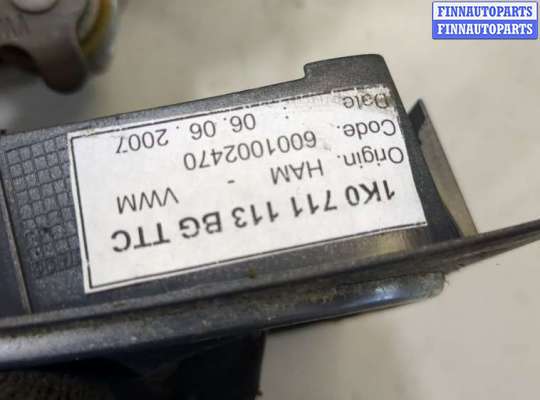 FINNAUTOPARTS
FINNAUTOPARTS
1K0 711 113 BG TTC
Origin. HAM - VWM
Code. 6001002470
Date. 06. 06. 2007